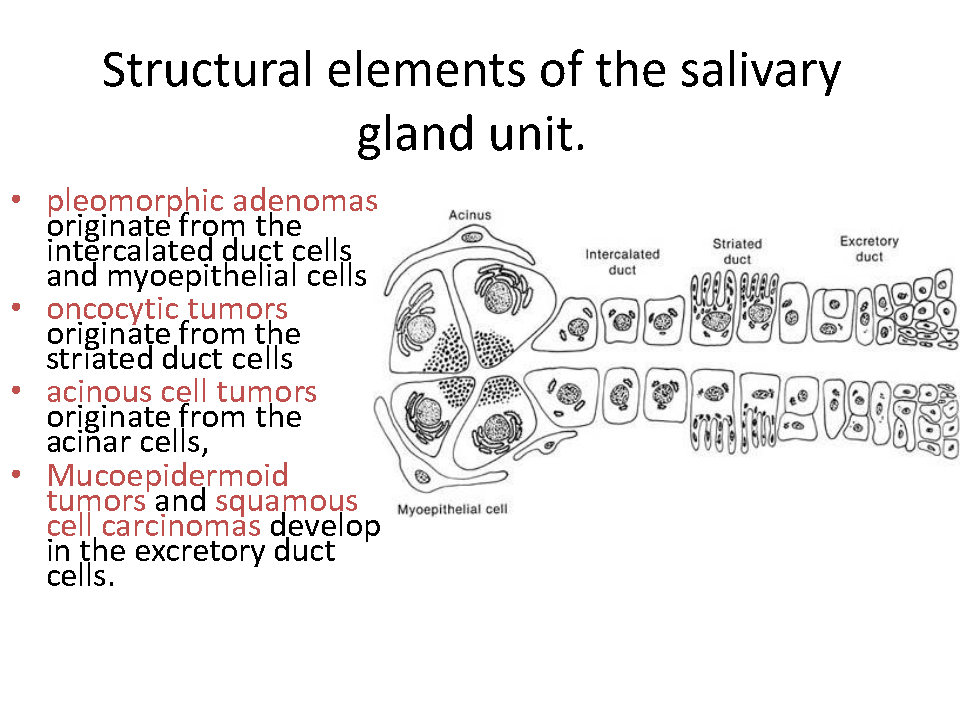 Structural elements of the salivary
gland unit.
• pleomorphic adenomas
originate from the
intercalated duct cells
and myoepithelial cells
• oncocytic tumors
originate from the
striated duct cells
• acinous cell tumors
originate from the
acinar cells,
• Mucoepidermoid
tumors and squamous
cell carcinomas develop
in the excretory duct
cells.
Acinus
Intercalated
duct
Striated
duct
Excretory
duct
Myoepithelial cell